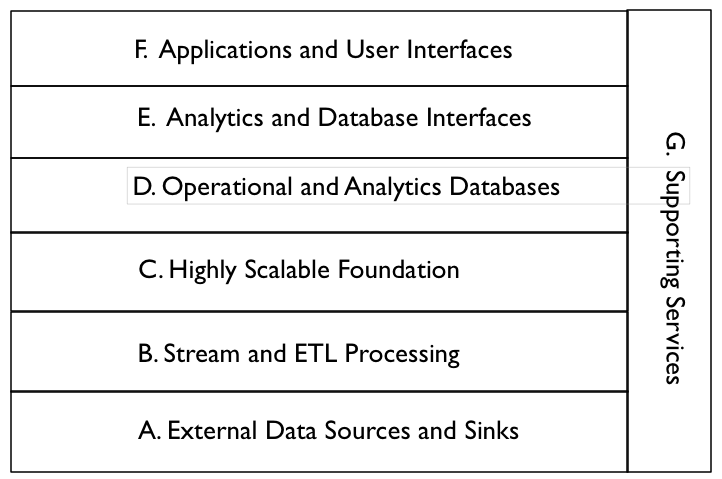 F. Applications and User Interfaces
E. Analytics and Database Interfaces
D. Operational and Analytics Databases
C. Highly Scalable Foundation
B. Stream and ETL Processing
A. External Data Sources and Sinks
G. Supporting Services